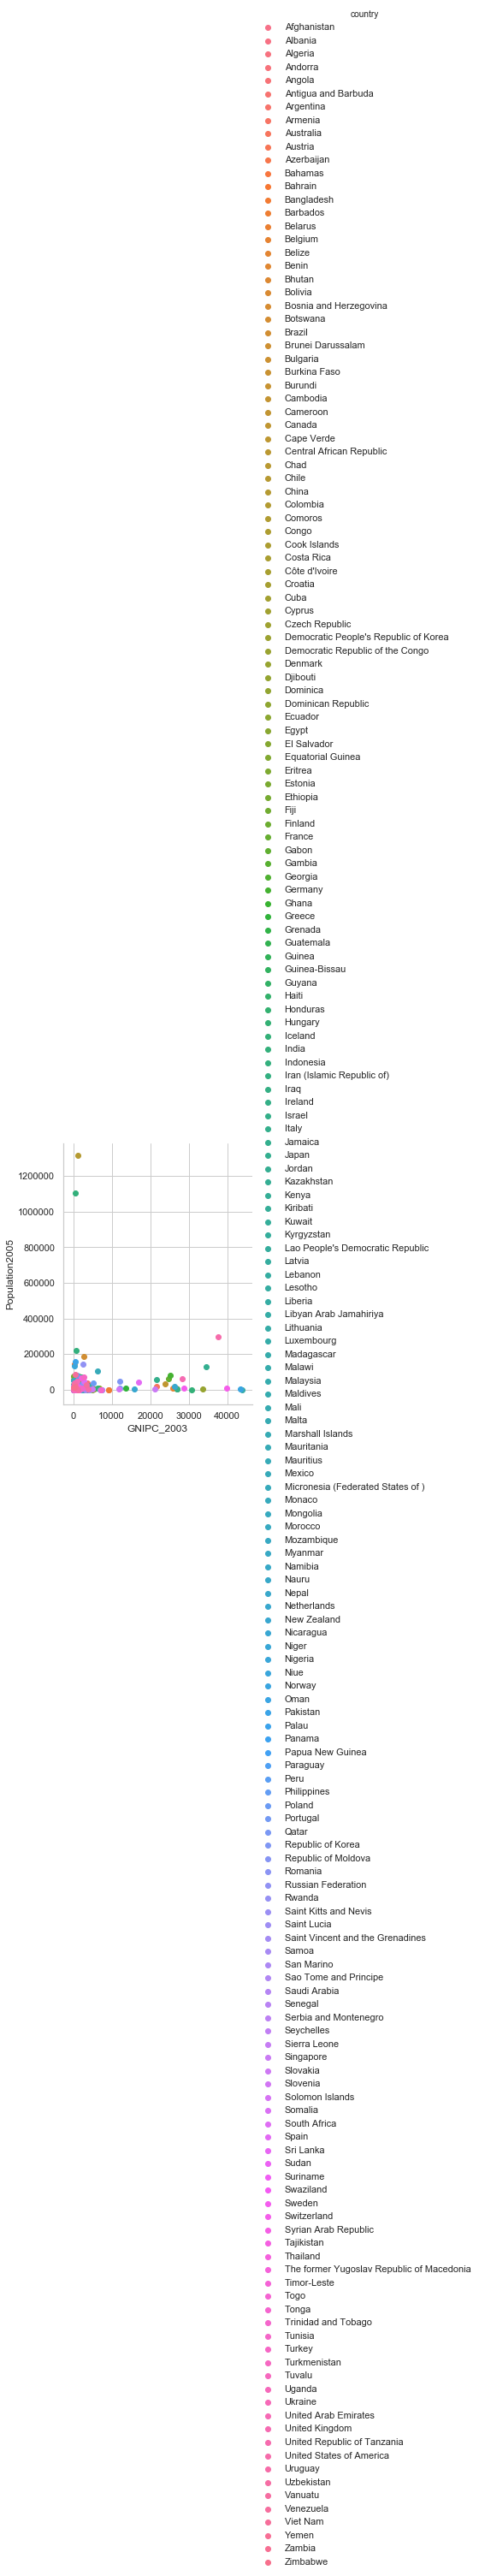 country
Afghanistan
Albania
Algeria
Andorra
Angola
Antigua and Barbuda
Argentina
Armenia
Australia
Austria
Azerbaijan
Bahamas
Bahrain
Bangladesh
Barbados
Belarus
Belgium
Belize
Benin
Bhutan
Bolivia
Bosnia and Herzegovina
Botswana
Brazil
Brunei Darussalam
Bulgaria
Burkina Faso
Burundi
Cambodia
Cameroon
Canada
Cape Verde
Central African Republic
Chad
Chile
China
Colombia
Comoros
Congo
Cook Islands
Costa Rica
Côte d'Ivoire
Croatia
Cuba
Cyprus
Czech Republic
Democratic People's Republic of Korea
Democratic Republic of the Congo
Denmark
Djibouti
Dominica
Dominican Republic
Ecuador
Egypt
El Salvador
Equatorial Guinea
Eritrea
Estonia
Ethiopia
Fiji
Finland
France
Gabon
Gambia
Georgia
Germany
Ghana
Greece
Grenada
Guatemala
Guinea
Guinea-Bissau
Guyana
Haiti
Honduras
Hungary
Iceland
India
Indonesia
Iran (Islamic Republic of)
Iraq
Ireland
Israel
Italy
Jamaica
Japan
Jordan
Kazakhstan
Kenya
Kiribati
Kuwait
Kyrgyzstan
Lao People's Democratic Republic
Latvia
Lebanon
Lesotho
Liberia
Libyan Arab Jamahiriya
Lithuania
Luxembourg
Madagascar
Malawi
Malaysia
Maldives
Mali
Malta
Marshall Islands
Mauritania
Mauritius
Mexico
Micronesia (Federated States of )
Monaco
Mongolia
Morocco
Mozambique
Myanmar
Namibia
Nauru
Nepal
Netherlands
New Zealand
Nicaragua
Niger
Nigeria
Niue
Norway
Oman
Pakistan
Palau
Panama
Papua New Guinea
Paraguay
Peru
Philippines
Poland
Portugal
Qatar
Republic of Korea
Republic of Moldova
Romania
Russian Federation
Rwanda
Saint Kitts and Nevis
Saint Lucia
Saint Vincent and the Grenadines
Samoa
San Marino
Sao Tome and Principe
Saudi Arabia
Senegal
Serbia and Montenegro
Seychelles
Sierra Leone
Singapore
Slovakia
Slovenia
Solomon Islands
Somalia
South Africa
Spain
Sri Lanka
Sudan
Suriname
Swaziland
Sweden
Switzerland
Syrian Arab Republic
Tajikistan
Thailand
The former Yugoslav Republic of Macedonia
Timor-Leste
Togo
Tonga
Trinidad and Tobago
Tunisia
Turkey
Turkmenistan
Tuvalu
Uganda
Ukraine
United Arab Emirates
United Kingdom
United Republic of Tanzania
United States of America
Uruguay
Uzbekistan
Vanuatu
Venezuela
Viet Nam
Yemen
Zambia
Zimbabwe
Population2005
1200000
1000000
800000
600000
400000
200000
0
0 10000 20000 30000 40000
GNIPC_2003